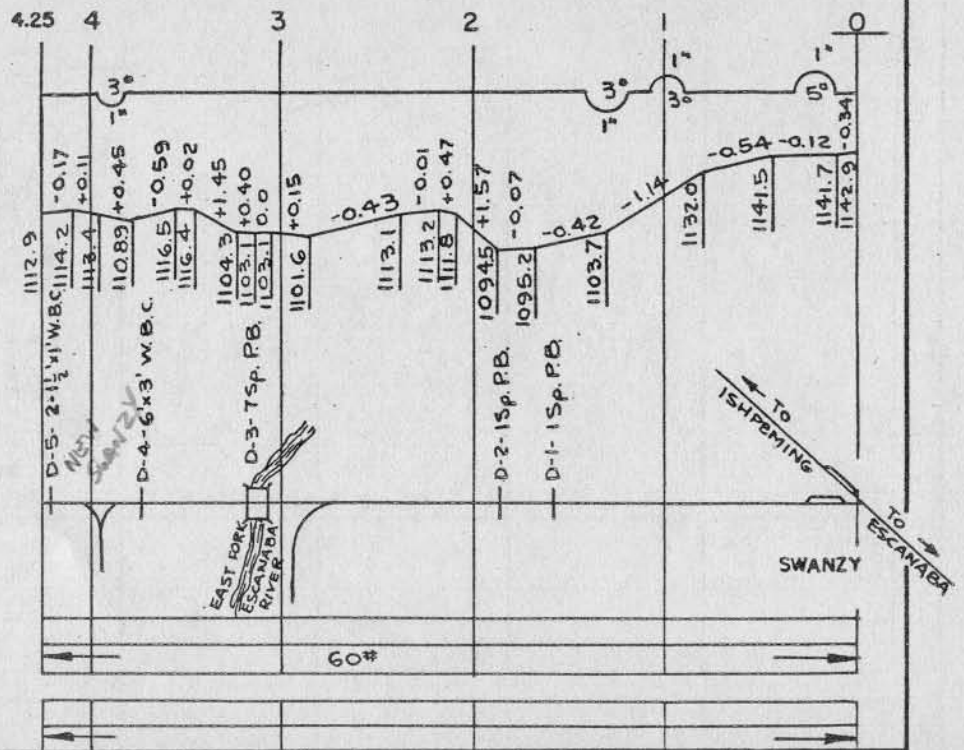 4.25 4 3 2 1 0
1° 3° 1° 3° 3° 1° 5° 1°
-0.17 +0.11 +0.45 -0.59 +0.02 +1.45 +0.40 0.0 +0.15 -0.43 -0.01 +0.47 +1.57 -0.07 -0.42 -1.14 -0.54 -0.12 -0.34
1112.9 1114.2 1113.4 1108.9 1116.5 1116.4 1104.3 1103.1 1103.1 1101.6 1113.1 1113.2 1111.8 1094.5 1095.2 1103.7 1132.0 1141.5 1141.7 1142.9
D-5- 2-1½'x1' W.B.C.
NEW
SWANZY
D-4-6'x3' W.B.C.
D-3-7Sp. P.B.
D-2-1Sp. P.B.
D-1-1Sp. P.B.
TO
ISHPEMING
TO
ESCANABA
SWANZY
EAST FORK
ESCANABA
RIVER
60#